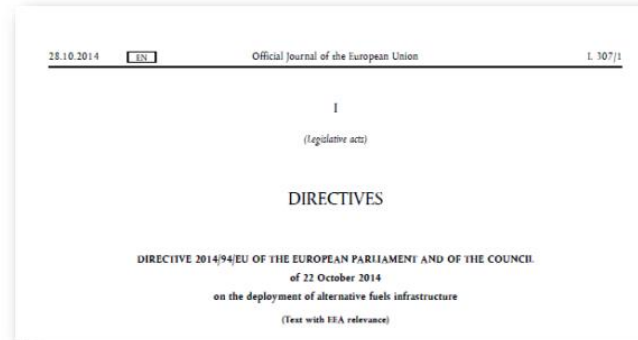 28.10.2014 EN Official Journal of the European Union L 307/1
I
(Legislative acts)
DIRECTIVES
DIRECTIVE 2014/94/EU OF THE EUROPEAN PARLIAMENT AND OF THE COUNCIL
of 22 October 2014
on the deployment of alternative fuels infrastructure
(Text with EEA relevance)